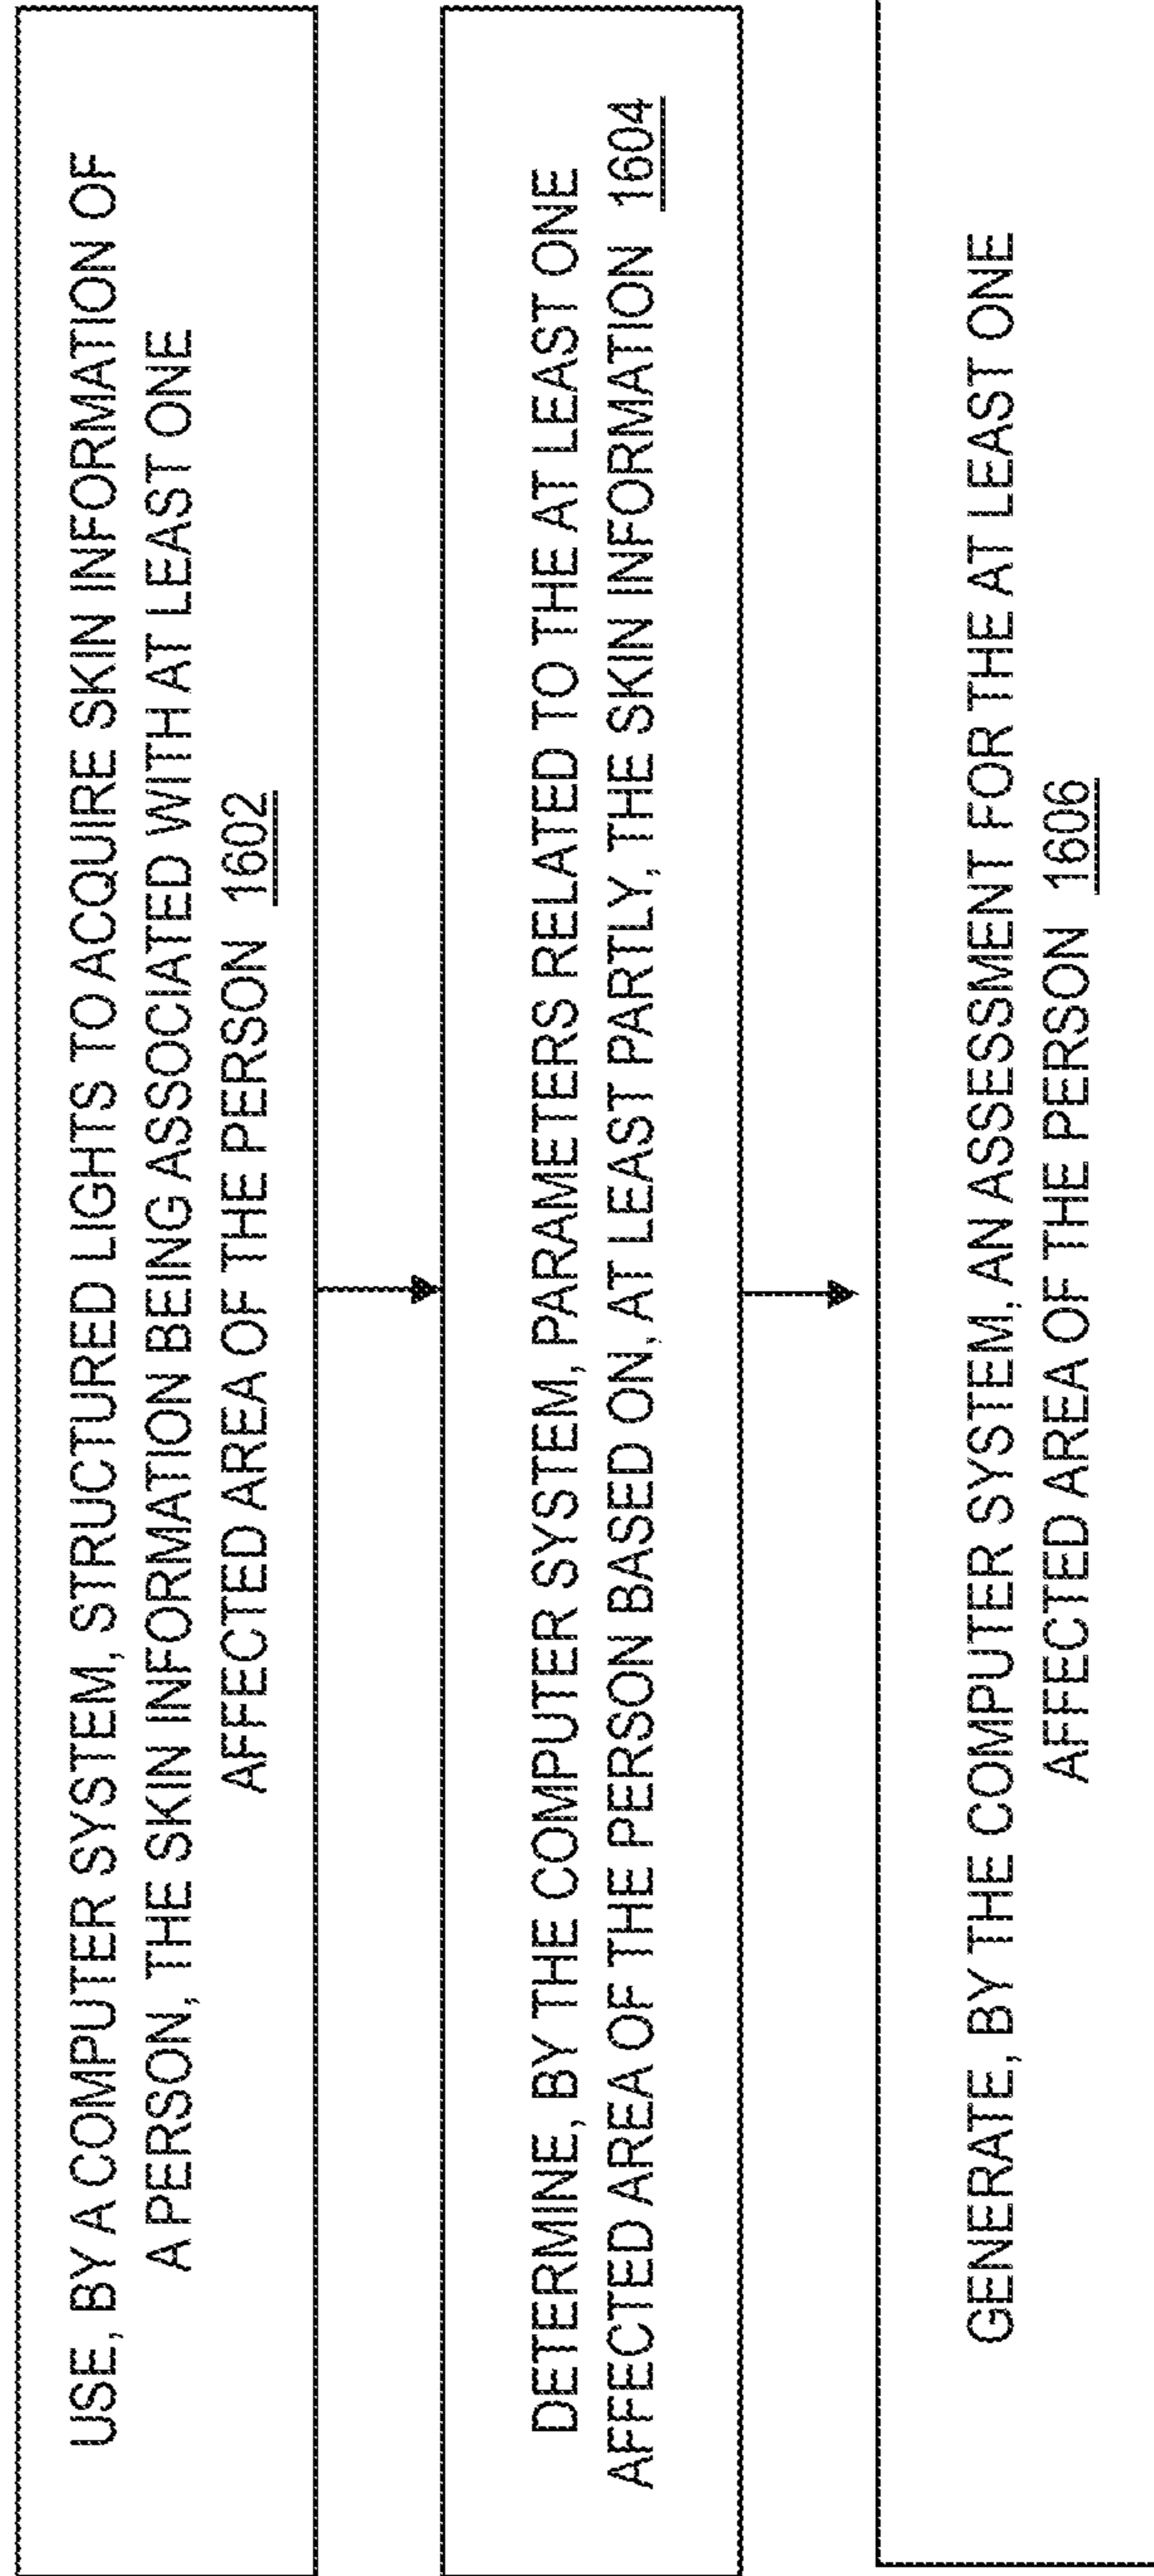 USE, BY A COMPUTER SYSTEM, STRUCTURED LIGHTS TO ACQUIRE SKIN INFORMATION OF
A PERSON, THE SKIN INFORMATION BEING ASSOCIATED WITH AT LEAST ONE
AFFECTED AREA OF THE PERSON 1602
DETERMINE, BY THE COMPUTER SYSTEM, PARAMETERS RELATED TO THE AT LEAST ONE
AFFECTED AREA OF THE PERSON BASED ON, AT LEAST PARTLY, THE SKIN INFORMATION 1604
GENERATE, BY THE COMPUTER SYSTEM, AN ASSESSMENT FOR THE AT LEAST ONE
AFFECTED AREA OF THE PERSON 1606